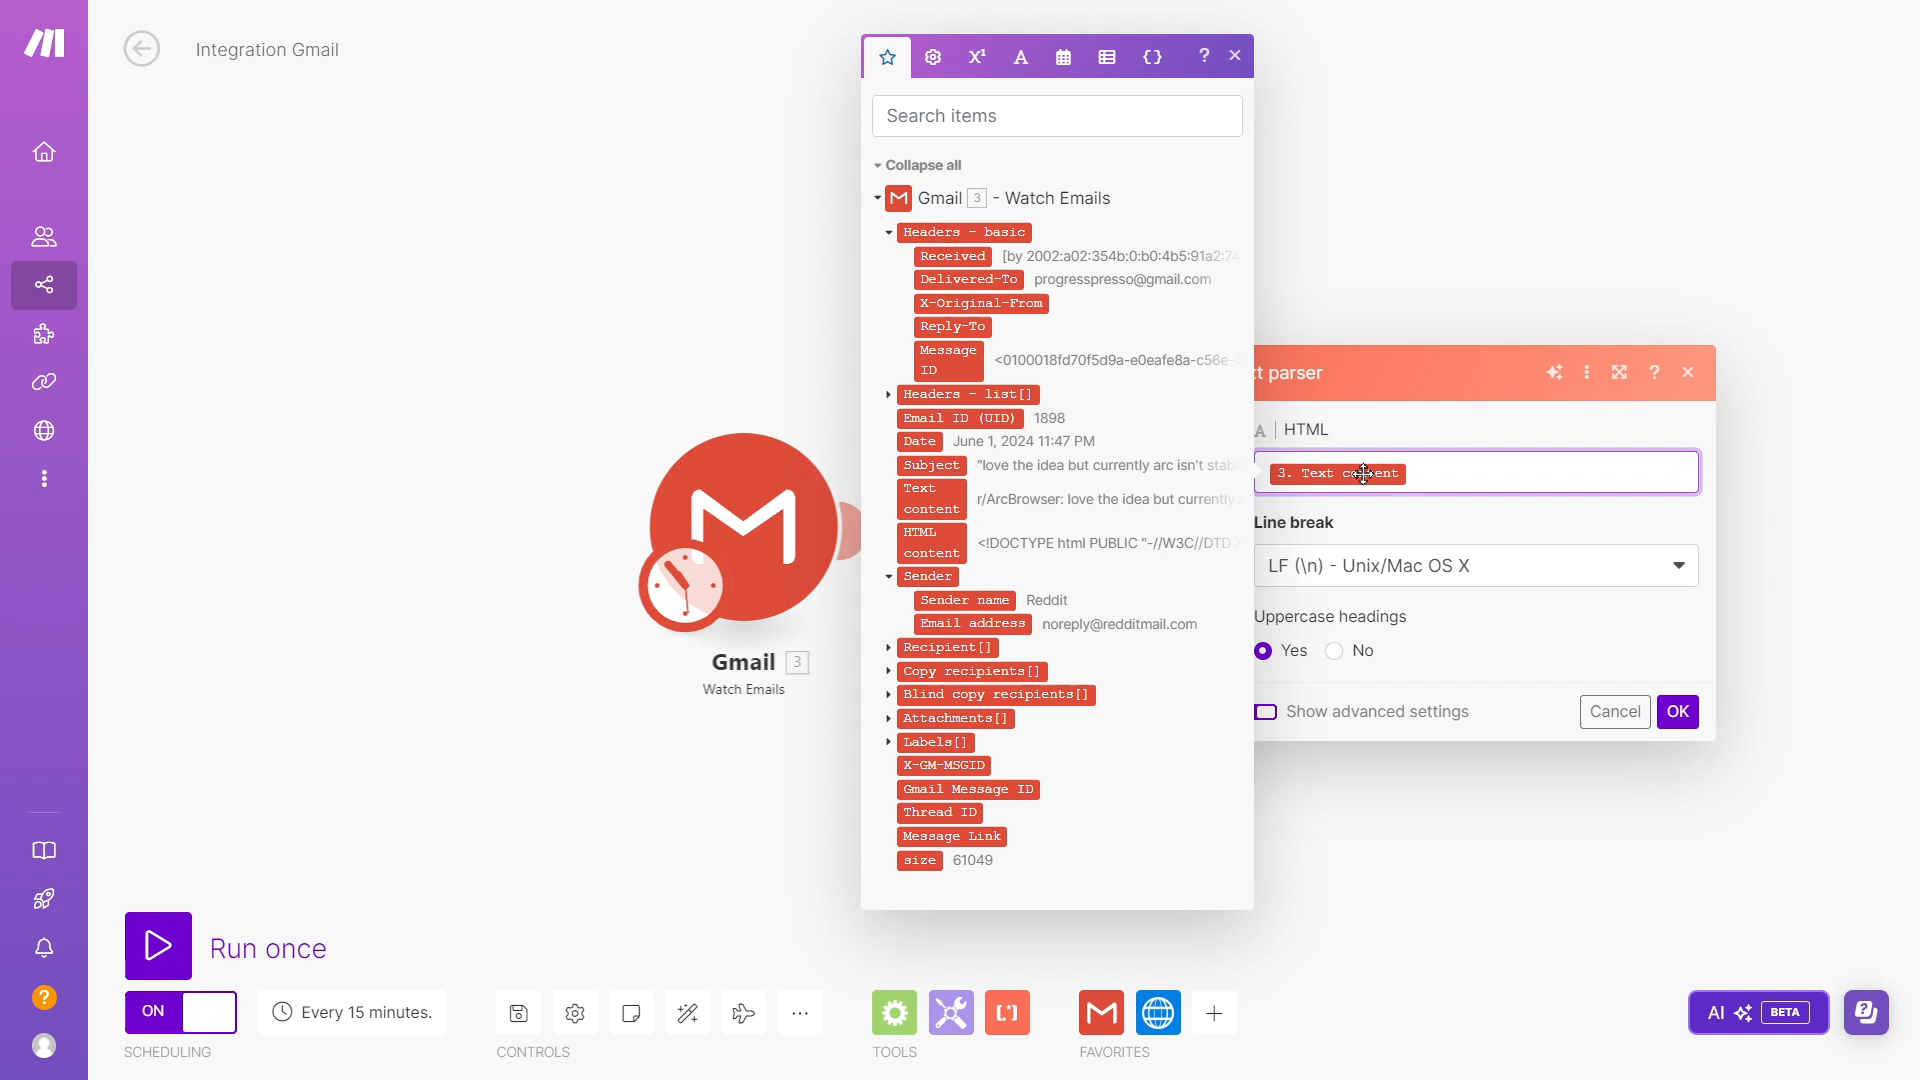 Integration Gmail
?
Search items
Collapse all
Gmail 3 - Watch Emails
Headers - basic
Received [by 2002:a02:354b:0:b0:4b5:91a2:74
Delivered-To progresspresso@gmail.com
X-Original-From
Reply-To
Message
ID
<0100018fd70f5d9a-e0eafe8a-c56e-
Headers - list[]
Email ID (UID) 1898
Date June 1, 2024 11:47 PM
Subject "love the idea but currently arc isn't stabl
Text
content
r/ArcBrowser: love the idea but currently
HTML
content
<!DOCTYPE html PUBLIC "-//W3C//DTD
Sender
Sender name Reddit
Email address noreply@redditmail.com
Recipient[]
Copy recipients[]
Blind copy recipients[]
Attachments[]
Labels[]
X-GM-MSGID
Gmail Message ID
Thread ID
Message Link
size 61049
xt parser
?
A | HTML
3. Text content
Line break
LF (\n) - Unix/Mac OS X
Uppercase headings
Yes No
Show advanced settings
Cancel OK
Gmail 3
Watch Emails
Run once
ON
Every 15 minutes.
SCHEDULING
CONTROLS
TOOLS
FAVORITES
AI BETA